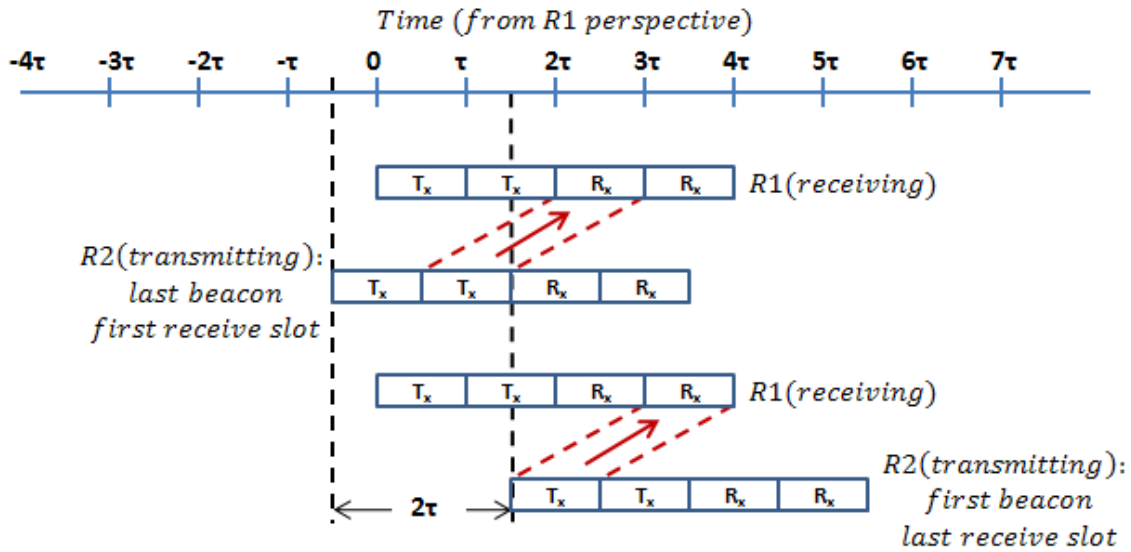 Time (from R1 perspective)
-4τ -3τ -2τ -τ 0 τ 2τ 3τ 4τ 5τ 6τ 7τ
Tx Tx Rx Rx R1(receiving)
R2(transmitting):
last beacon
first receive slot
Tx Tx Rx Rx
Tx Tx Rx Rx R1(receiving)
R2(transmitting):
first beacon
last receive slot
2τ Tx Tx Rx Rx